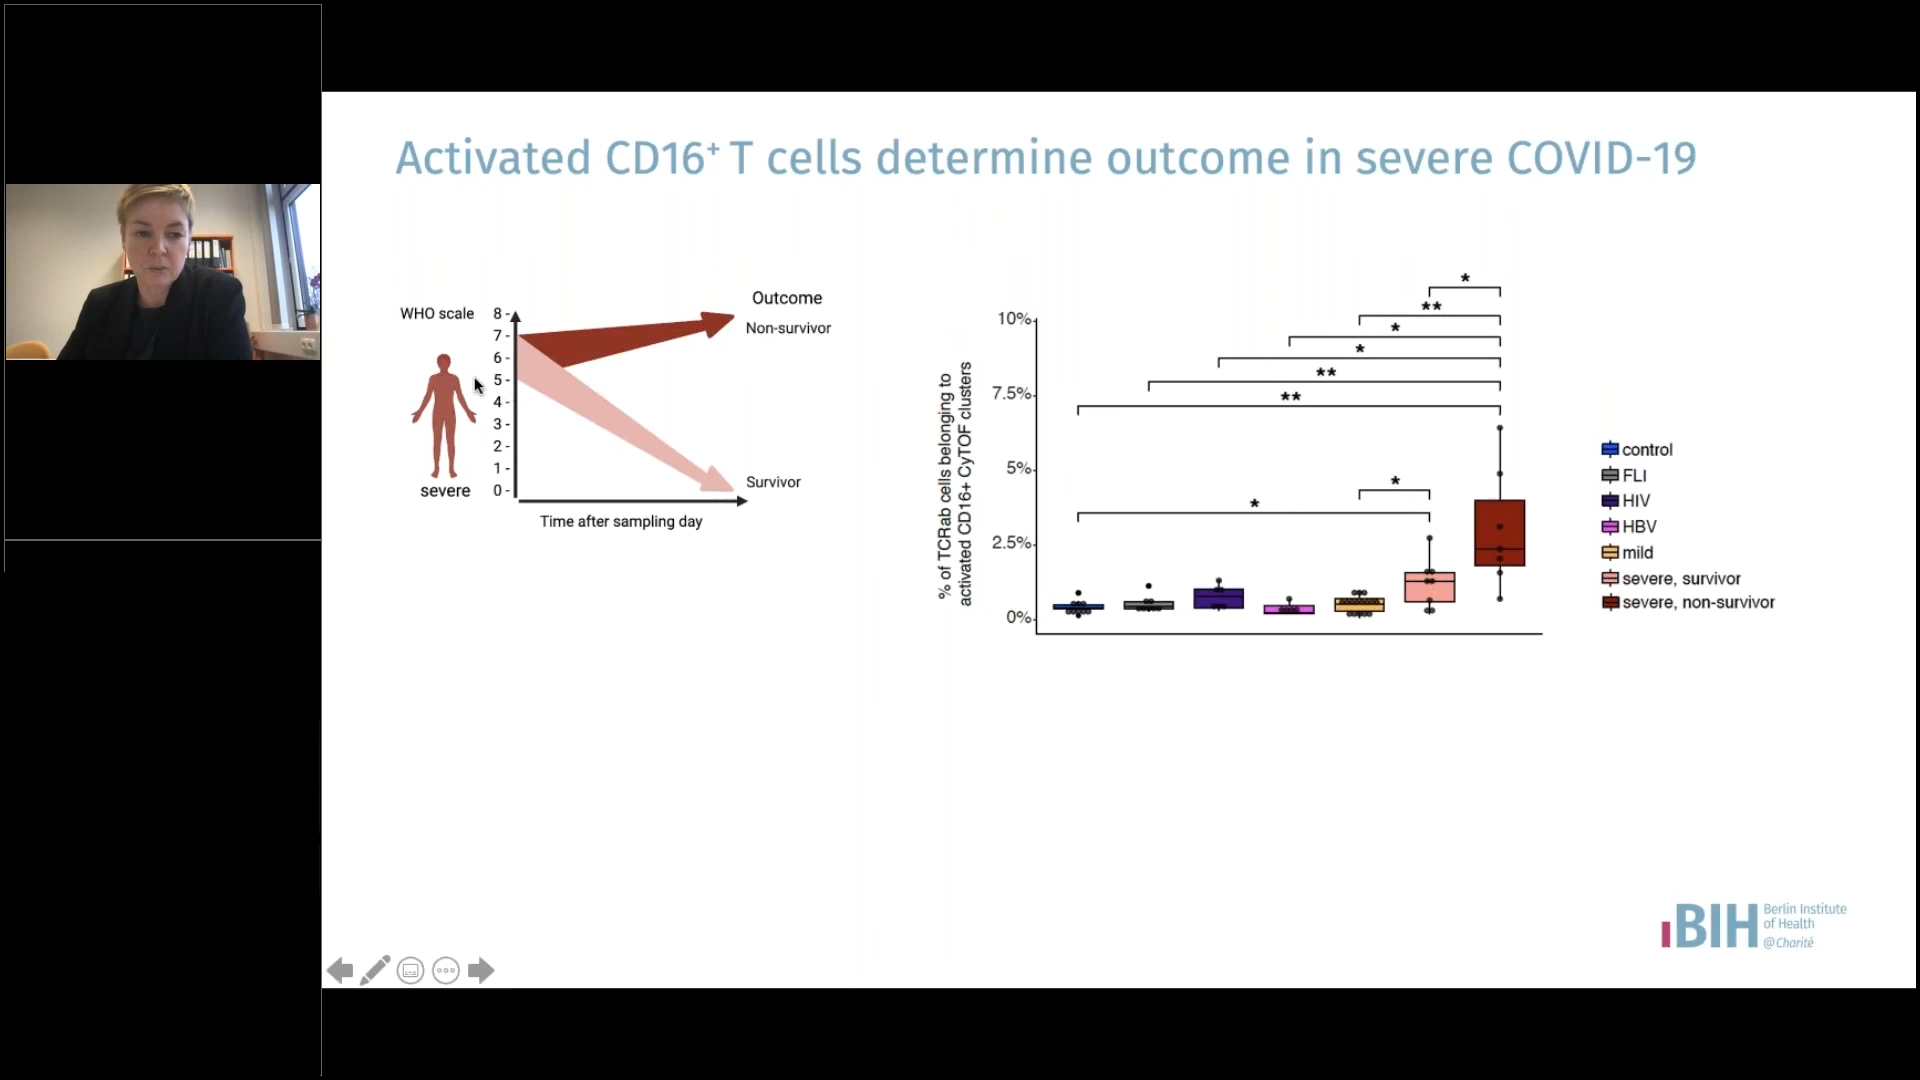 Activated CD16⁺ T cells determine outcome in severe COVID-19
WHO scale
8
7
6
5
4
3
2
1
0
severe
Outcome
Non-survivor
Survivor
Time after sampling day
% of TCRab cells belonging to
activated CD16+ CyTOF clusters
10%
7.5%
5%
2.5%
0%
*
**
*
*
**
**
*
*
control
FLI
HIV
HBV
mild
severe, survivor
severe, non-survivor
BIH
Berlin Institute
of Health
@Charité